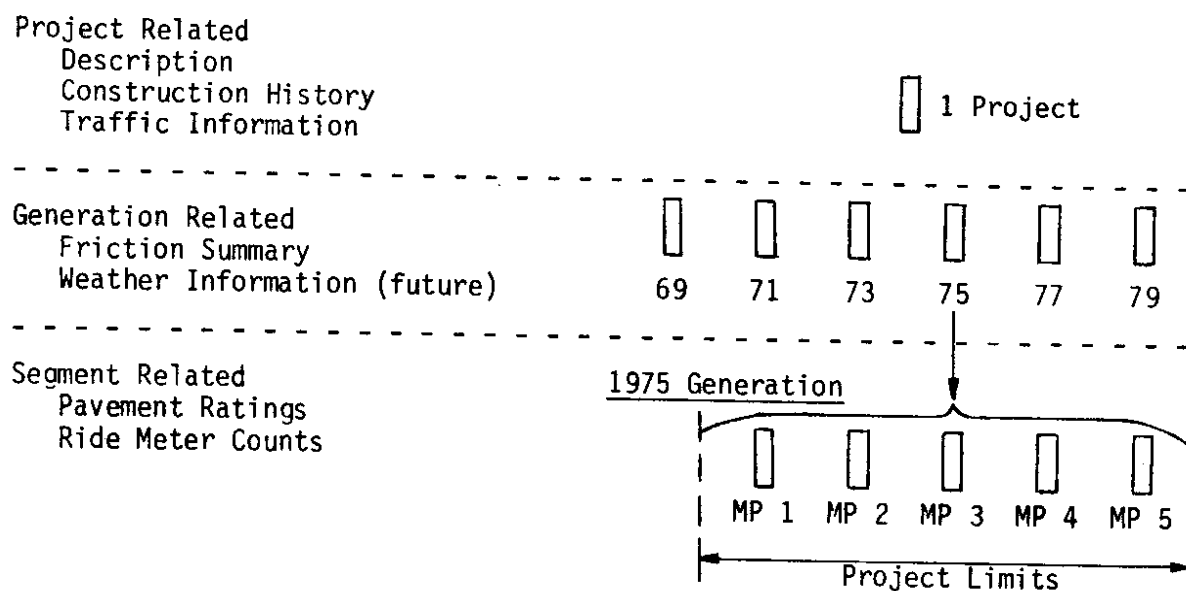 Project Related
Description
Construction History
Traffic Information
1 Project
Generation Related
Friction Summary
Weather Information (future)
69 71 73 75 77 79
Segment Related
Pavement Ratings
Ride Meter Counts
1975 Generation
MP 1 MP 2 MP 3 MP 4 MP 5
Project Limits